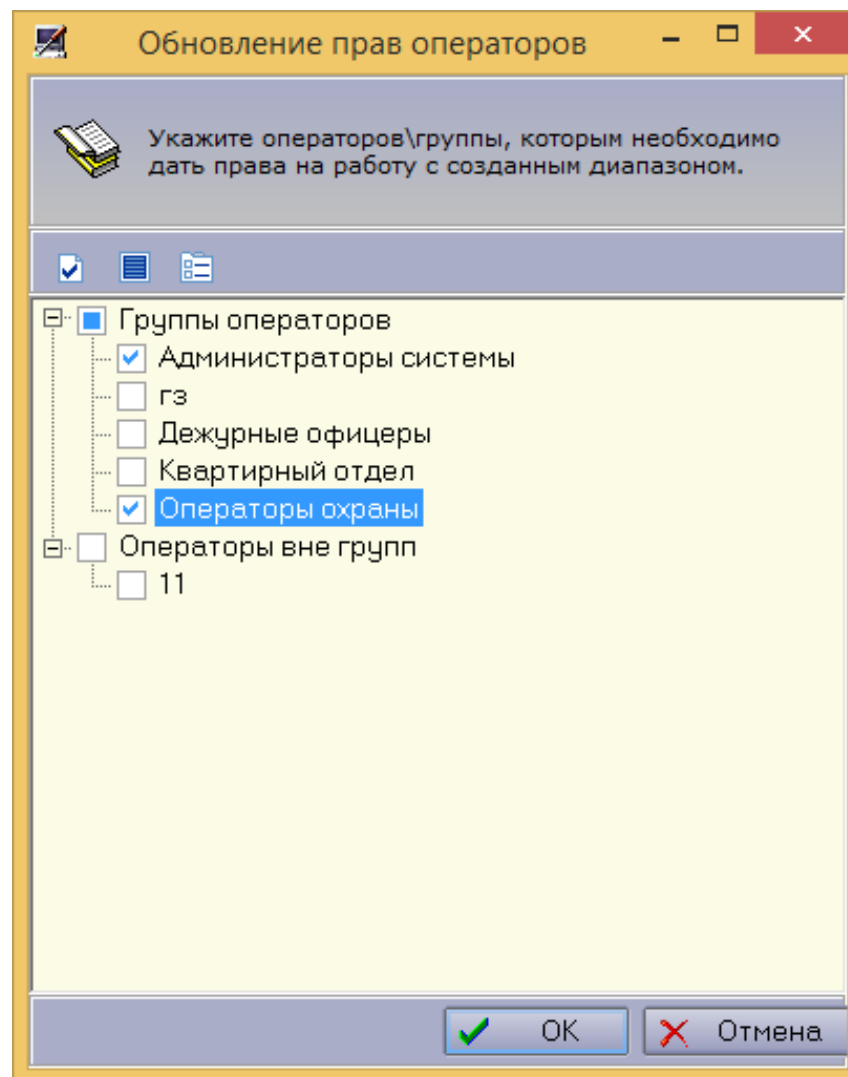 Обновление прав операторов
Укажите операторов\группы, которым необходимо
дать права на работу с созданным диапазоном.
Группы операторов
Администраторы системы
гз
Дежурные офицеры
Квартирный отдел
Операторы охраны
Операторы вне групп
11
OK
Отмена